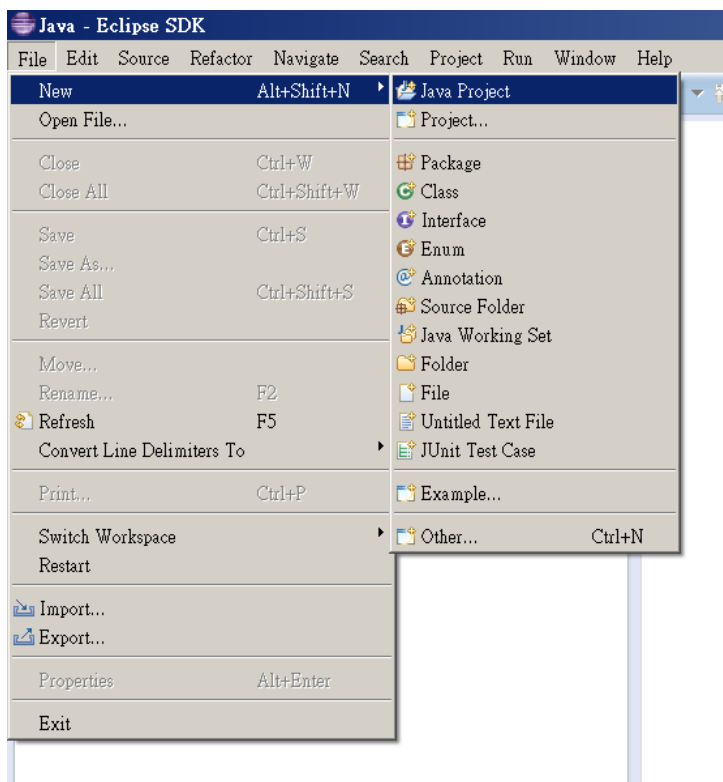 Java - Eclipse SDK
File Edit Source Refactor Navigate Search Project Run Window Help
New Alt+Shift+N
Open File...
Close Ctrl+W
Close All Ctrl+Shift+W
Save Ctrl+S
Save As...
Save All Ctrl+Shift+S
Revert
Move...
Rename... F2
Refresh F5
Convert Line Delimiters To
Print... Ctrl+P
Switch Workspace
Restart
Import...
Export...
Properties Alt+Enter
Exit
Java Project
Project...
Package
Class
Interface
Enum
Annotation
Source Folder
Java Working Set
Folder
File
Untitled Text File
JUnit Test Case
Example...
Other... Ctrl+N